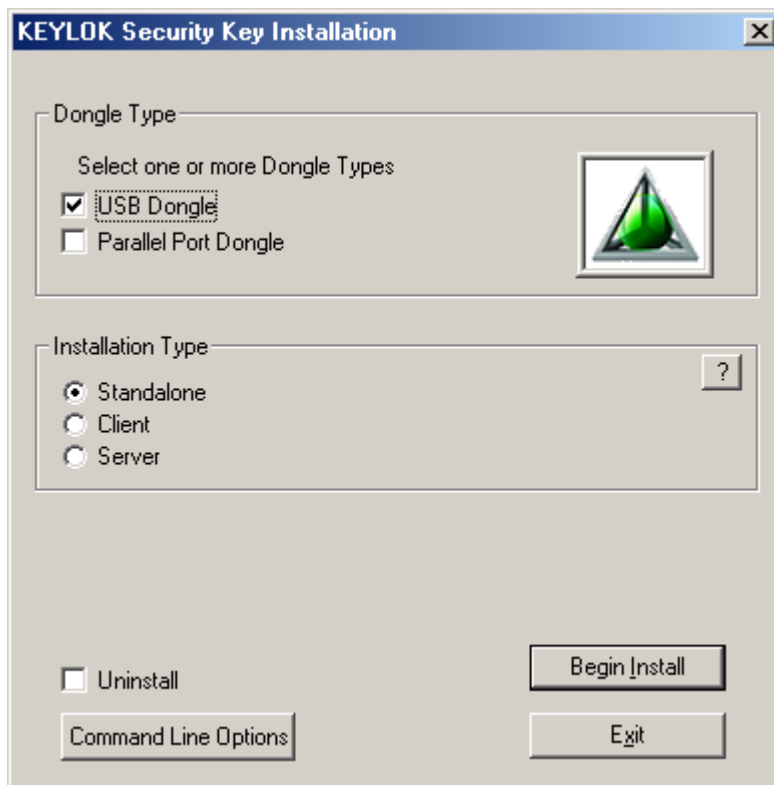 KEYLOK Security Key Installation
Dongle Type
Select one or more Dongle Types
USB Dongle
Parallel Port Dongle
Installation Type
?
Standalone
Client
Server
Uninstall
Begin Install
Command Line Options
Exit